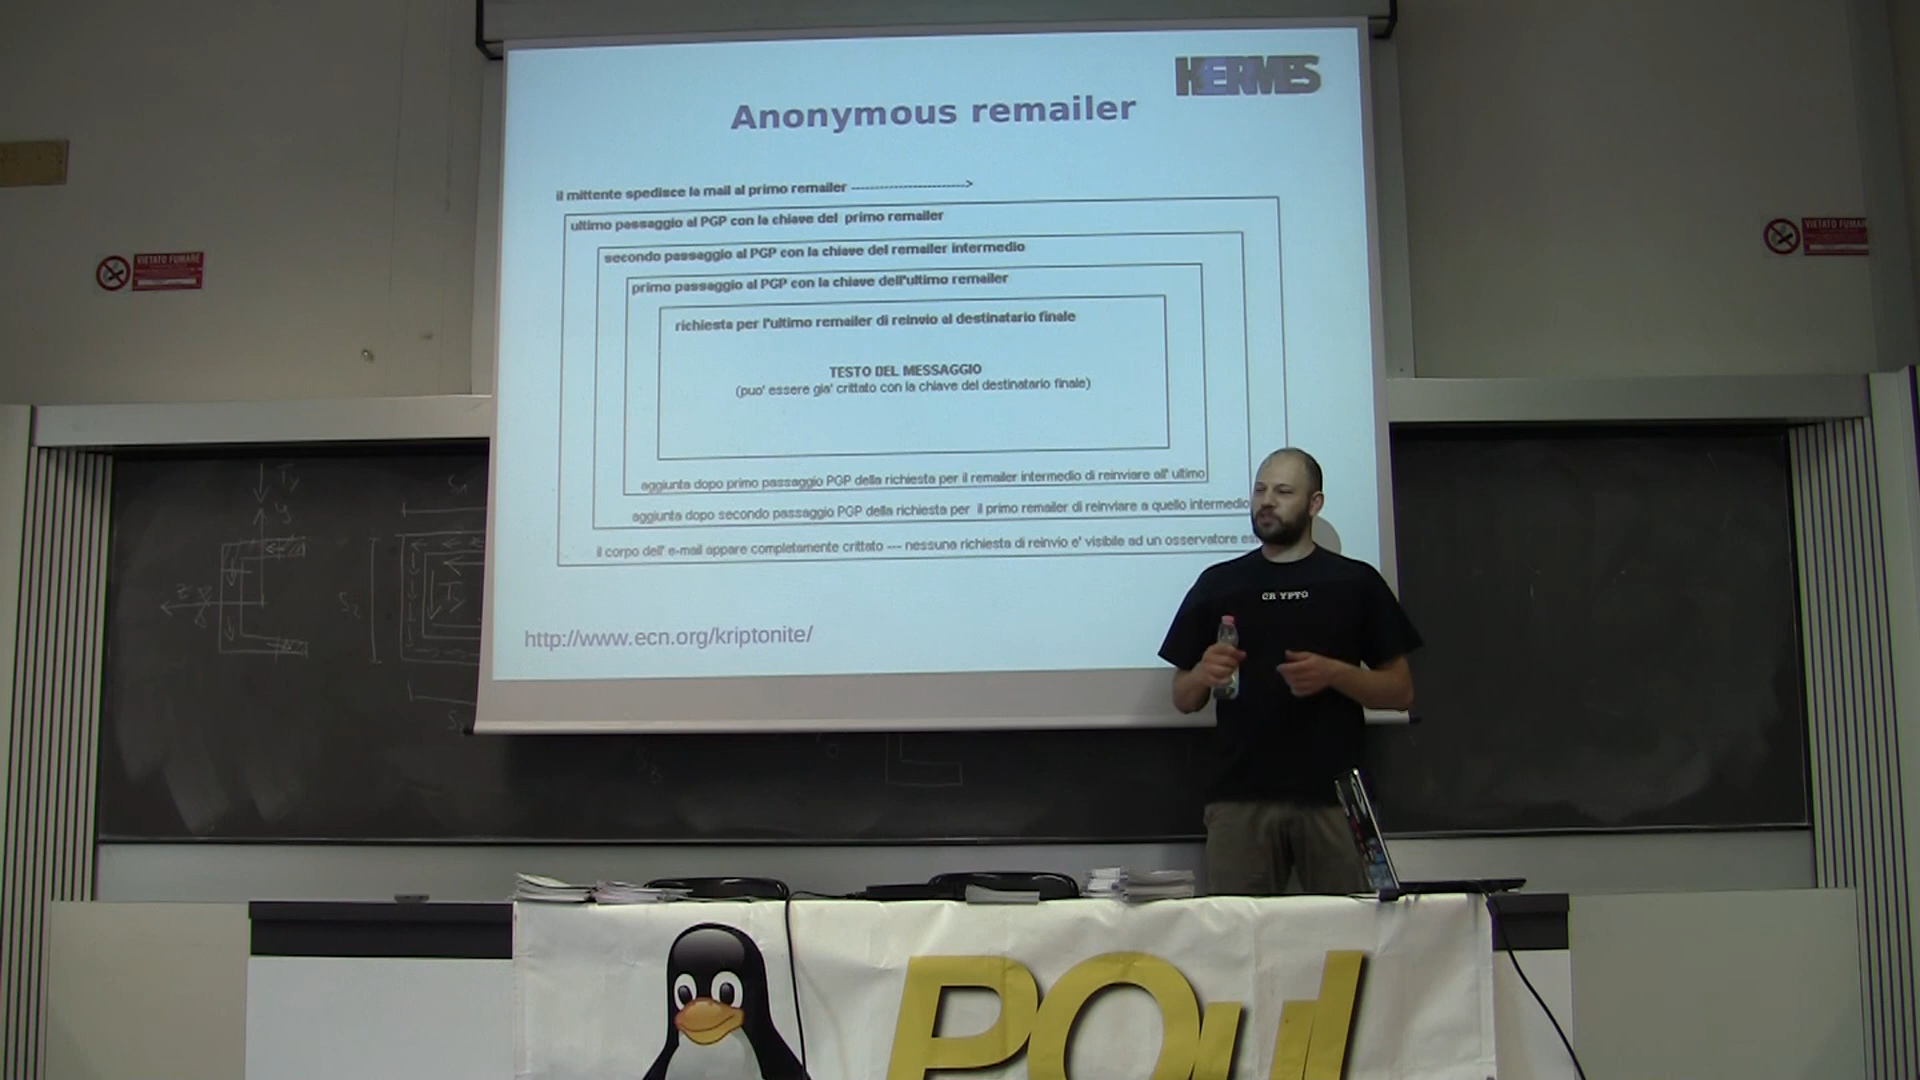 HERMES
Anonymous remailer
il mittente spedisce la mail al primo remailer ------------------------->
ultimo passaggio al PGP con la chiave del primo remailer
secondo passaggio al PGP con la chiave del remailer intermedio
primo passaggio al PGP con la chiave dell'ultimo remailer
richiesta per l'ultimo remailer di reinvio al destinatario finale
TESTO DEL MESSAGGIO
(puo' essere gia' crittato con la chiave del destinatario finale)
aggiunta dopo primo passaggio PGP della richiesta per il remailer intermedio di reinviare all' ultimo
aggiunta dopo secondo passaggio PGP della richiesta per il primo remailer di reinviare a quello intermedio
il corpo dell' e-mail appare completamente crittato --- nessuna richiesta di reinvio e' visibile ad un osservatore
http://www.ecn.org/kriptonite/
VIETATO FUMARE
VIETATO FUMAR
CRYPTO
S1
Ty
y
S2
Ty
POul